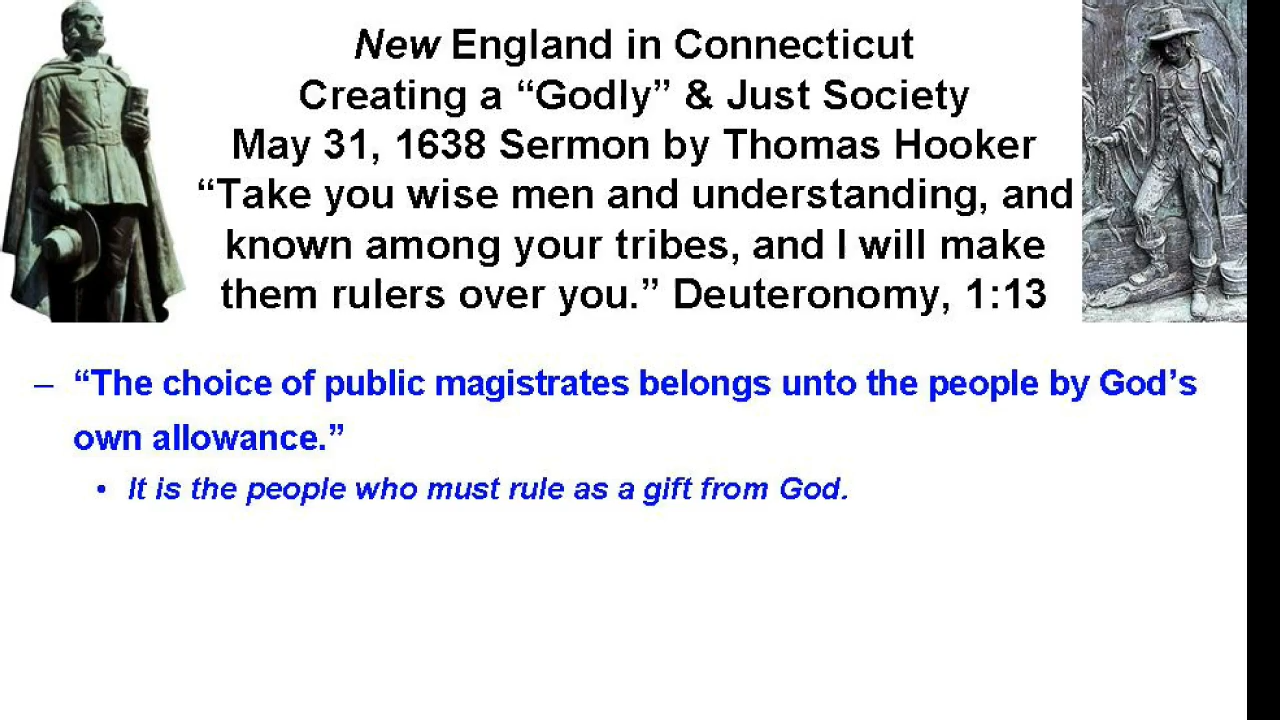 New England in Connecticut
Creating a “Godly” & Just Society
May 31, 1638 Sermon by Thomas Hooker
“Take you wise men and understanding, and
known among your tribes, and I will make
them rulers over you.” Deuteronomy, 1:13
– “The choice of public magistrates belongs unto the people by God’s
own allowance.”
• It is the people who must rule as a gift from God.